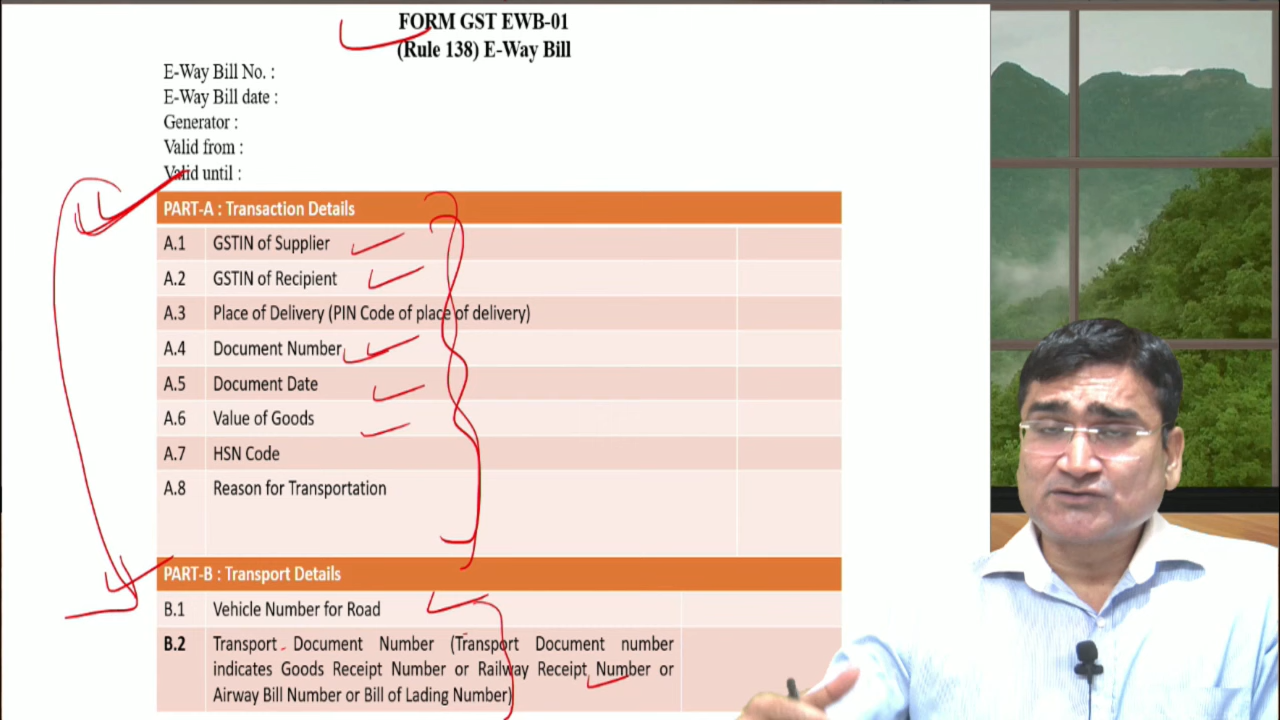 FORM GST EWB-01
(Rule 138) E-Way Bill
E-Way Bill No. :
E-Way Bill date :
Generator :
Valid from :
Valid until :
PART-A : Transaction Details
A.1 GSTIN of Supplier
A.2 GSTIN of Recipient
A.3 Place of Delivery (PIN Code of place of delivery)
A.4 Document Number
A.5 Document Date
A.6 Value of Goods
A.7 HSN Code
A.8 Reason for Transportation
PART-B : Transport Details
B.1 Vehicle Number for Road
B.2 Transport Document Number (Transport Document number
indicates Goods Receipt Number or Railway Receipt Number or
Airway Bill Number or Bill of Lading Number)